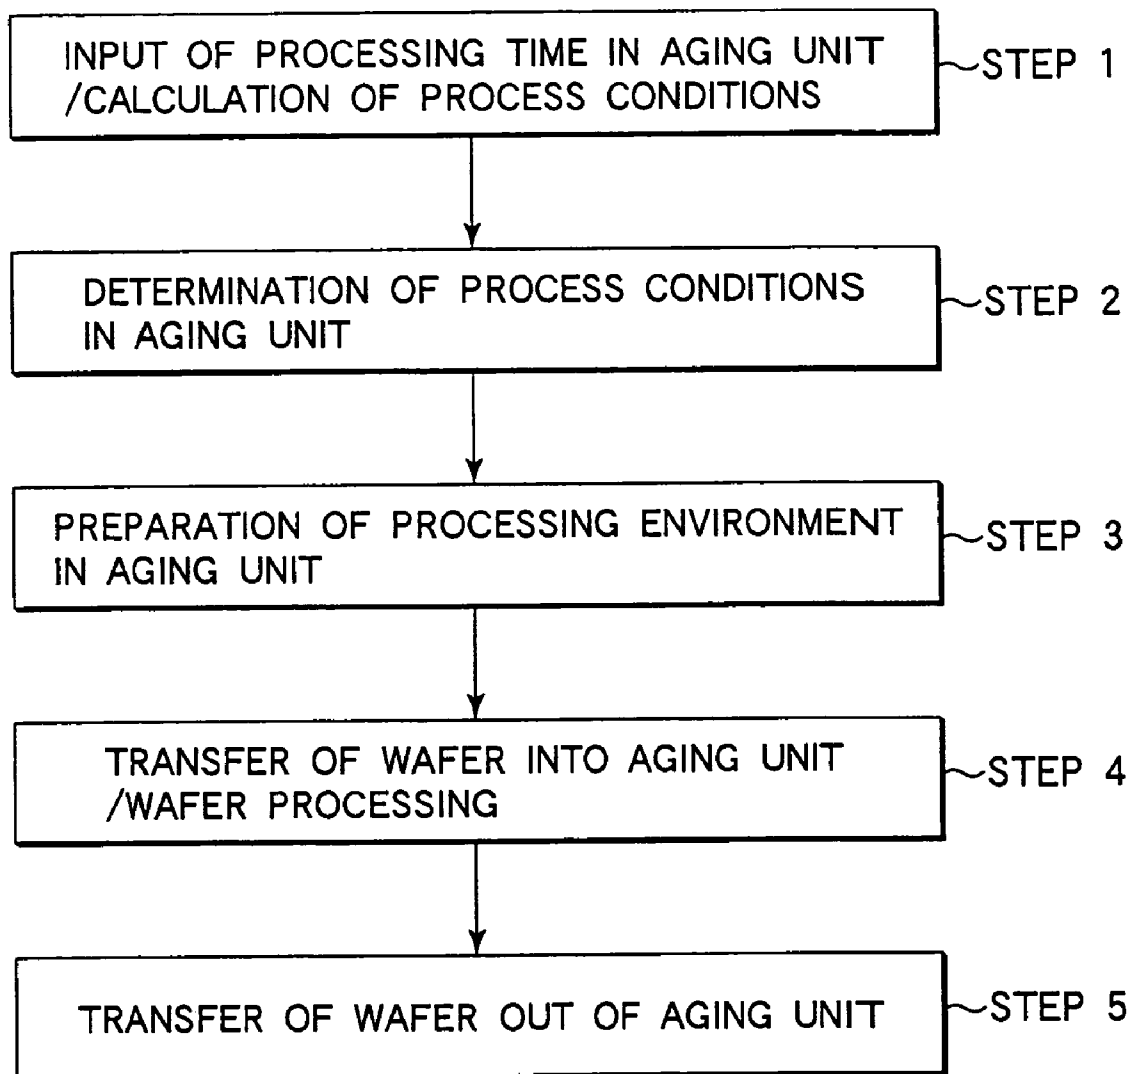 INPUT OF PROCESSING TIME IN AGING UNIT
/CALCULATION OF PROCESS CONDITIONS
STEP 1
DETERMINATION OF PROCESS CONDITIONS
IN AGING UNIT
STEP 2
PREPARATION OF PROCESSING ENVIRONMENT
IN AGING UNIT
STEP 3
TRANSFER OF WAFER INTO AGING UNIT
/WAFER PROCESSING
STEP 4
TRANSFER OF WAFER OUT OF AGING UNIT
STEP 5